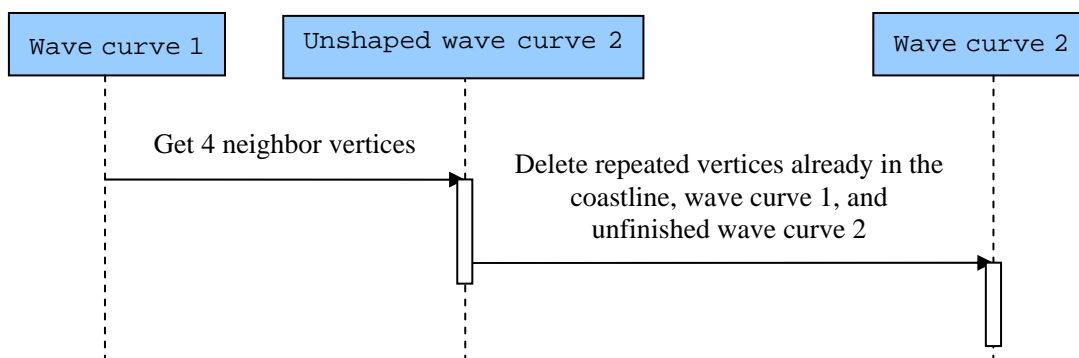 Wave curve 1
Unshaped wave curve 2
Wave curve 2
Get 4 neighbor vertices
Delete repeated vertices already in the
coastline, wave curve 1, and
unfinished wave curve 2